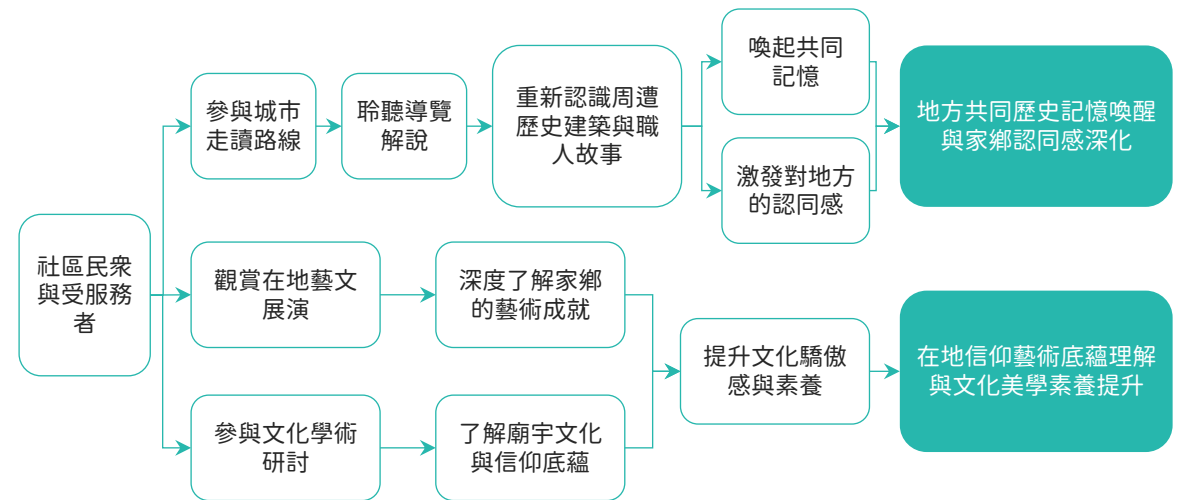 社區民眾
與受服務
者
參與城市
走讀路線
聆聽導覽
解說
重新認識周遭
歷史建築與職
人故事
喚起共同
記憶
激發對地方
的認同感
地方共同歷史記憶喚醒
與家鄉認同感深化
觀賞在地藝文
展演
深度了解家鄉
的藝術成就
參與文化學術
研討
了解廟宇文化
與信仰底蘊
提升文化驕傲
感與素養
在地信仰藝術底蘊理解
與文化美學素養提升